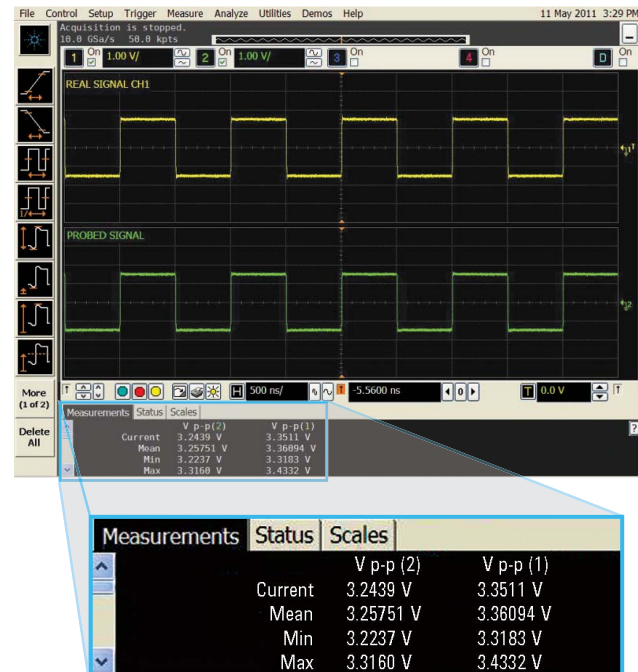 File Control Setup Trigger Measure Analyze Utilities Demos Help 11 May 2011 3:29 PM
Acquisition is stopped.
10.0 GSa/s 50.0 kpts
1 On 1.00 V/ 2 On 1.00 V/ 3 On 4 On D On
REAL SIGNAL CH1
PROBED SIGNAL
H 500 ns/ -5.5600 ns 0 T 0.0 V
More
(1 of 2)
Delete
All
Measurements Status Scales
V p-p(2) V p-p(1)
Current 3.2439 V 3.3511 V
Mean 3.25751 V 3.36094 V
Min 3.2237 V 3.3183 V
Max 3.3160 V 3.4332 V
?
Measurements Status Scales
V p-p (2) V p-p (1)
Current 3.2439 V 3.3511 V
Mean 3.25751 V 3.36094 V
Min 3.2237 V 3.3183 V
Max 3.3160 V 3.4332 V